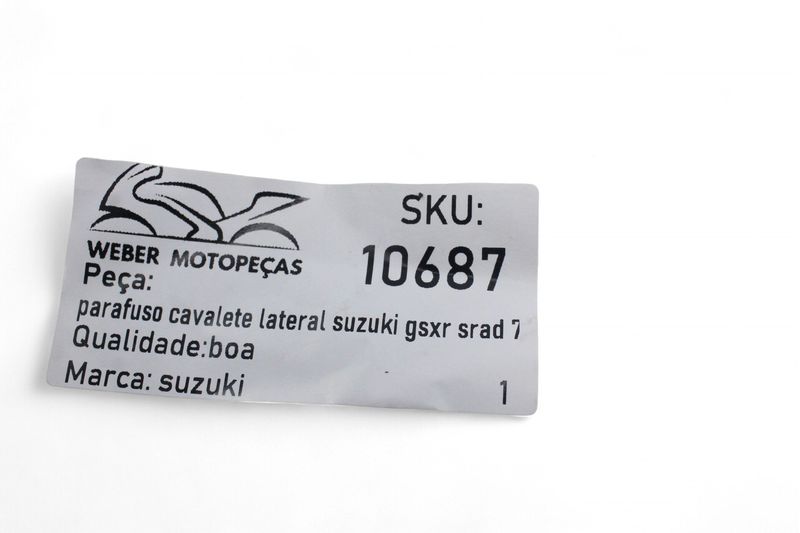 WEBER MOTOPEÇAS
SKU:
10687
Peça:
parafuso cavalete lateral suzuki gsxr srad 7
Qualidade:boa
Marca: suzuki
1